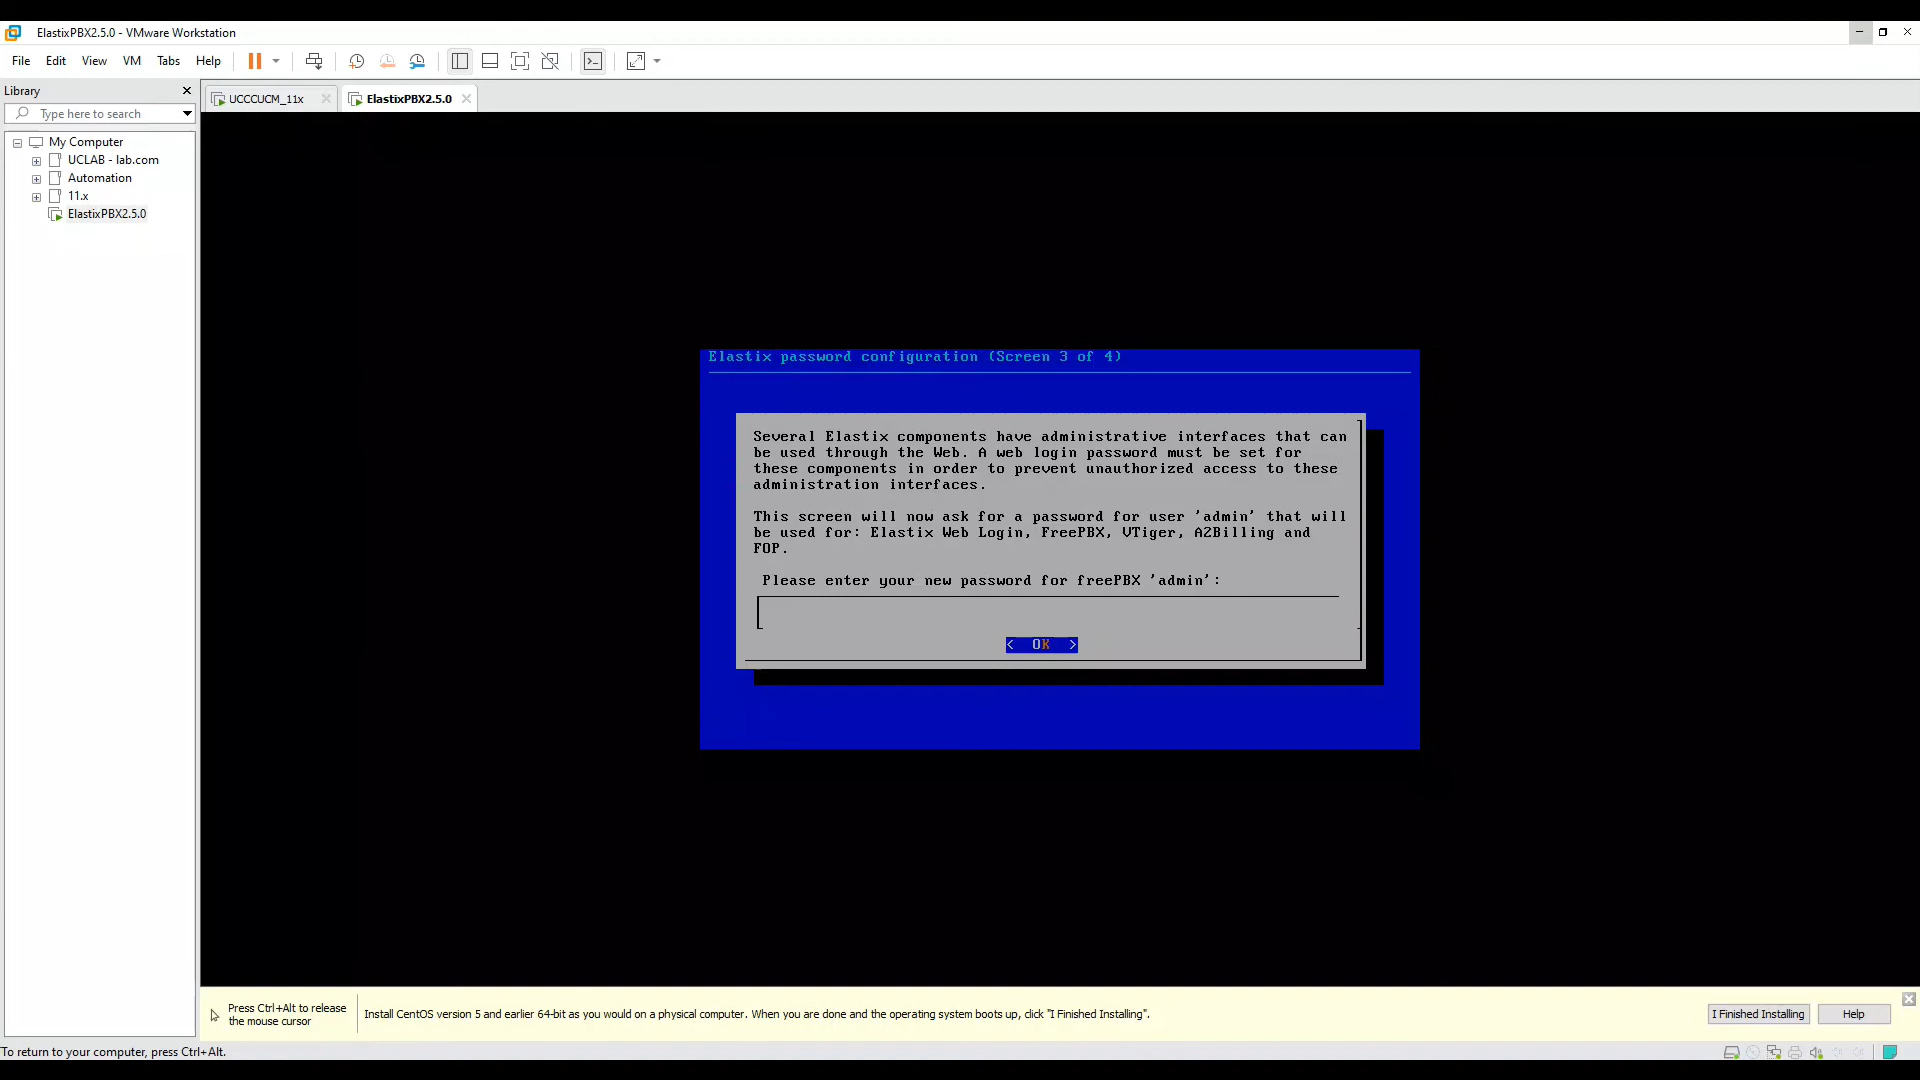 ElastixPBX2.5.0 - VMware Workstation
File Edit View VM Tabs Help
Library
Type here to search
UCCCUCM_11x
ElastixPBX2.5.0
My Computer
UCLAB - lab.com
Automation
11.x
ElastixPBX2.5.0
Elastix password configuration (Screen 3 of 4)
Several Elastix components have administrative interfaces that can
be used through the Web. A web login password must be set for
these components in order to prevent unauthorized access to these
administration interfaces.
This screen will now ask for a password for user 'admin' that will
be used for: Elastix Web Login, FreePBX, VTiger, A2Billing and
FOP.
Please enter your new password for freePBX 'admin':
< OK >
Press Ctrl+Alt to release
the mouse cursor
Install CentOS version 5 and earlier 64-bit as you would on a physical computer. When you are done and the operating system boots up, click "I Finished Installing".
I Finished Installing
Help
To return to your computer, press Ctrl+Alt.